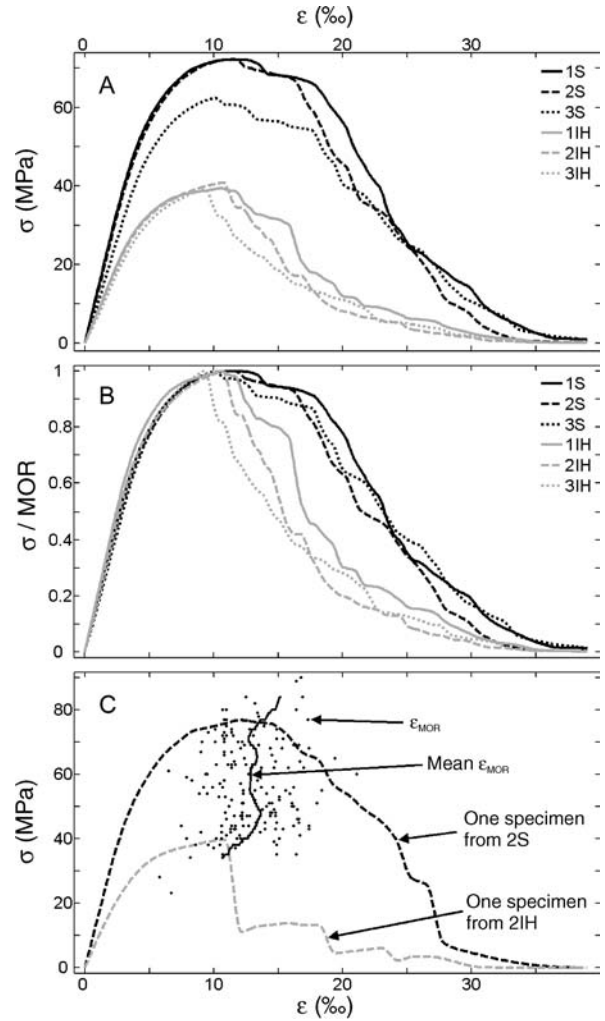 ε (‰)
0 10 20 30
A
σ (MPa)
60
40
20
0
1S
2S
3S
1IH
2IH
3IH
B
σ / MOR
1
0.8
0.6
0.4
0.2
0
1S
2S
3S
1IH
2IH
3IH
C
σ (MPa)
80
60
40
20
0
εMOR
Mean εMOR
One specimen
from 2S
One specimen
from 2IH
0 10 20 30
ε (‰)